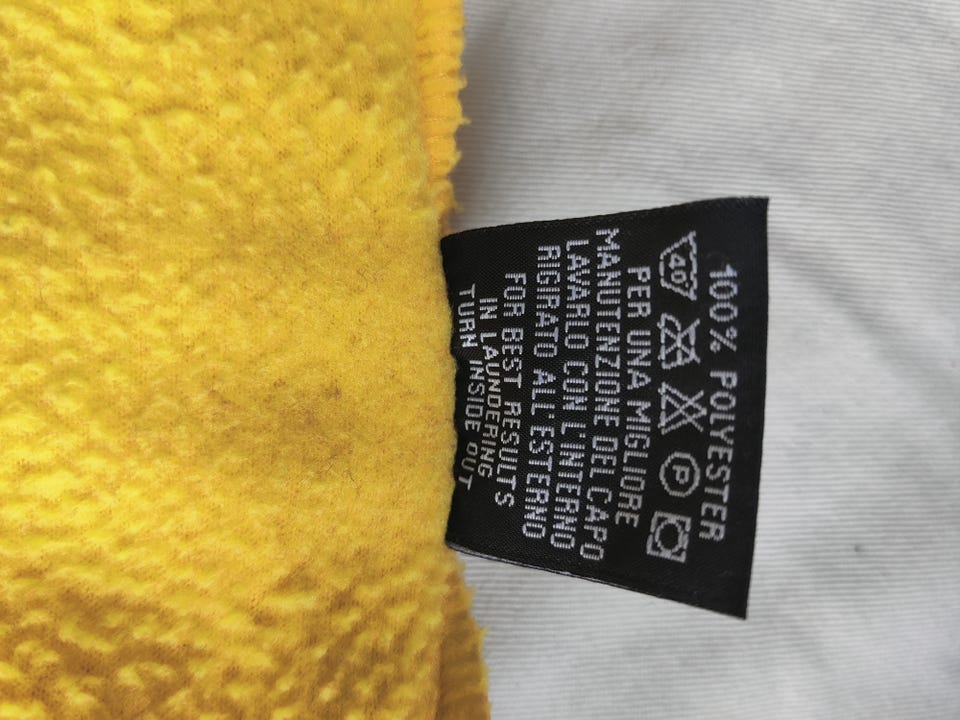 100% POLYESTER
40 P
PER UNA MIGLIORE
MANUTENZIONE DEL CAPO
LAVARLO CON L'INTERNO
RIGIRATO ALL'ESTERNO
FOR BEST RESULTS
IN LAUNDERING
TURN INSIDE OUT